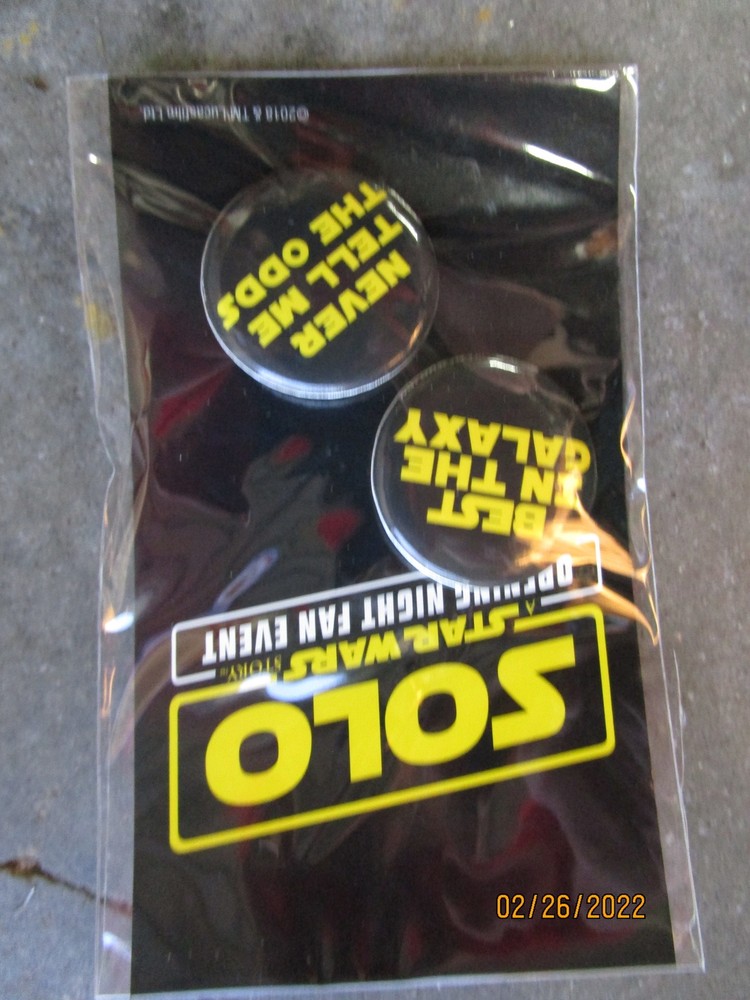 SOLO
A STAR WARS STORY™
OPENING NIGHT FAN EVENT
BEST
IN THE
GALAXY
NEVER
TELL ME
THE ODDS
©2018 & TM Lucasfilm Ltd.
02/26/2022